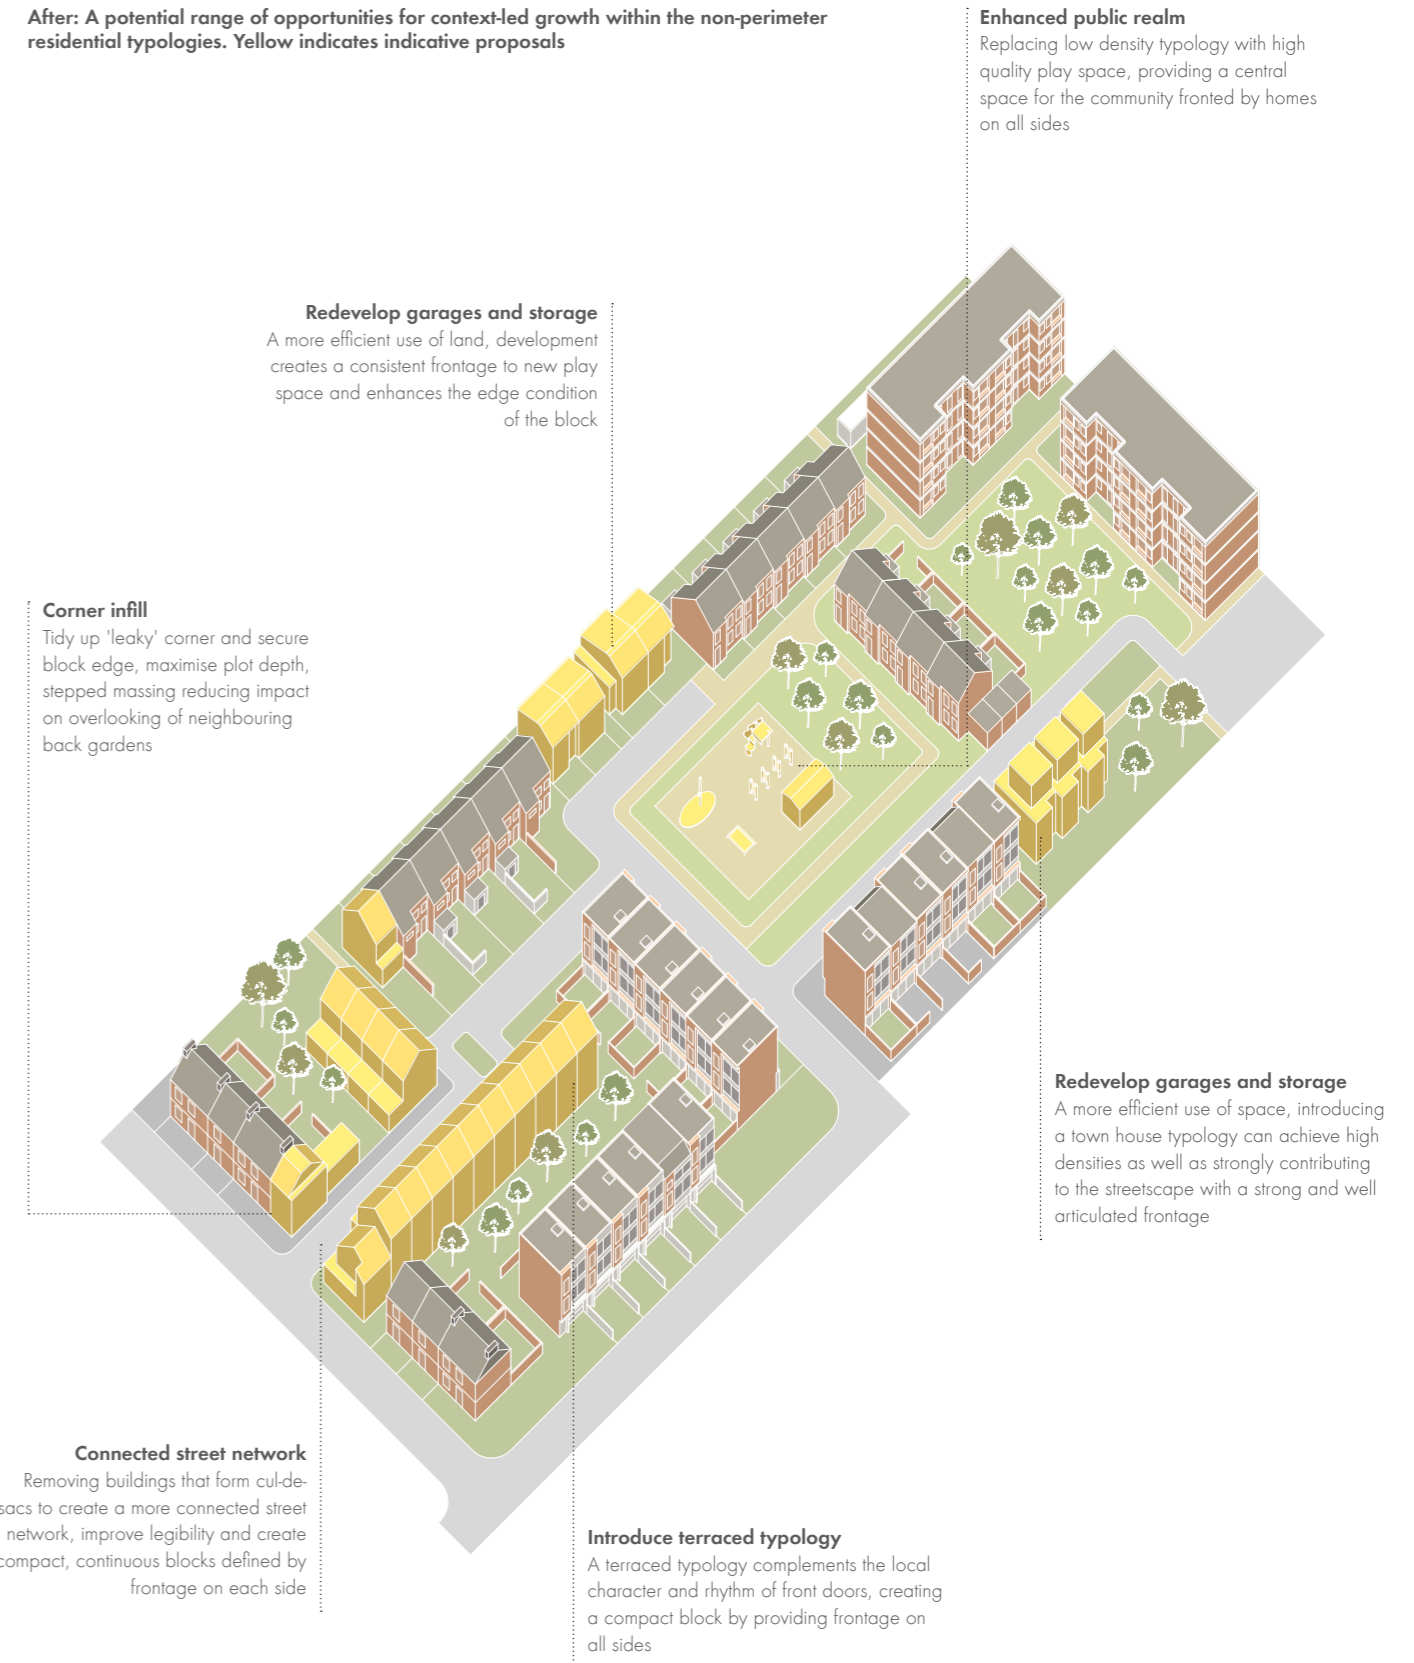 After: A potential range of opportunities for context-led growth within the non-perimeter
residential typologies. Yellow indicates indicative proposals
Enhanced public realm
Replacing low density typology with high
quality play space, providing a central
space for the community fronted by homes
on all sides
Redevelop garages and storage
A more efficient use of land, development
creates a consistent frontage to new play
space and enhances the edge condition
of the block
Corner infill
Tidy up 'leaky' corner and secure
block edge, maximise plot depth,
stepped massing reducing impact
on overlooking of neighbouring
back gardens
Redevelop garages and storage
A more efficient use of space, introducing
a town house typology can achieve high
densities as well as strongly contributing
to the streetscape with a strong and well
articulated frontage
Connected street network
Removing buildings that form cul-de-
sacs to create a more connected street
network, improve legibility and create
compact, continuous blocks defined by
frontage on each side
Introduce terraced typology
A terraced typology complements the local
character and rhythm of front doors, creating
a compact block by providing frontage on
all sides